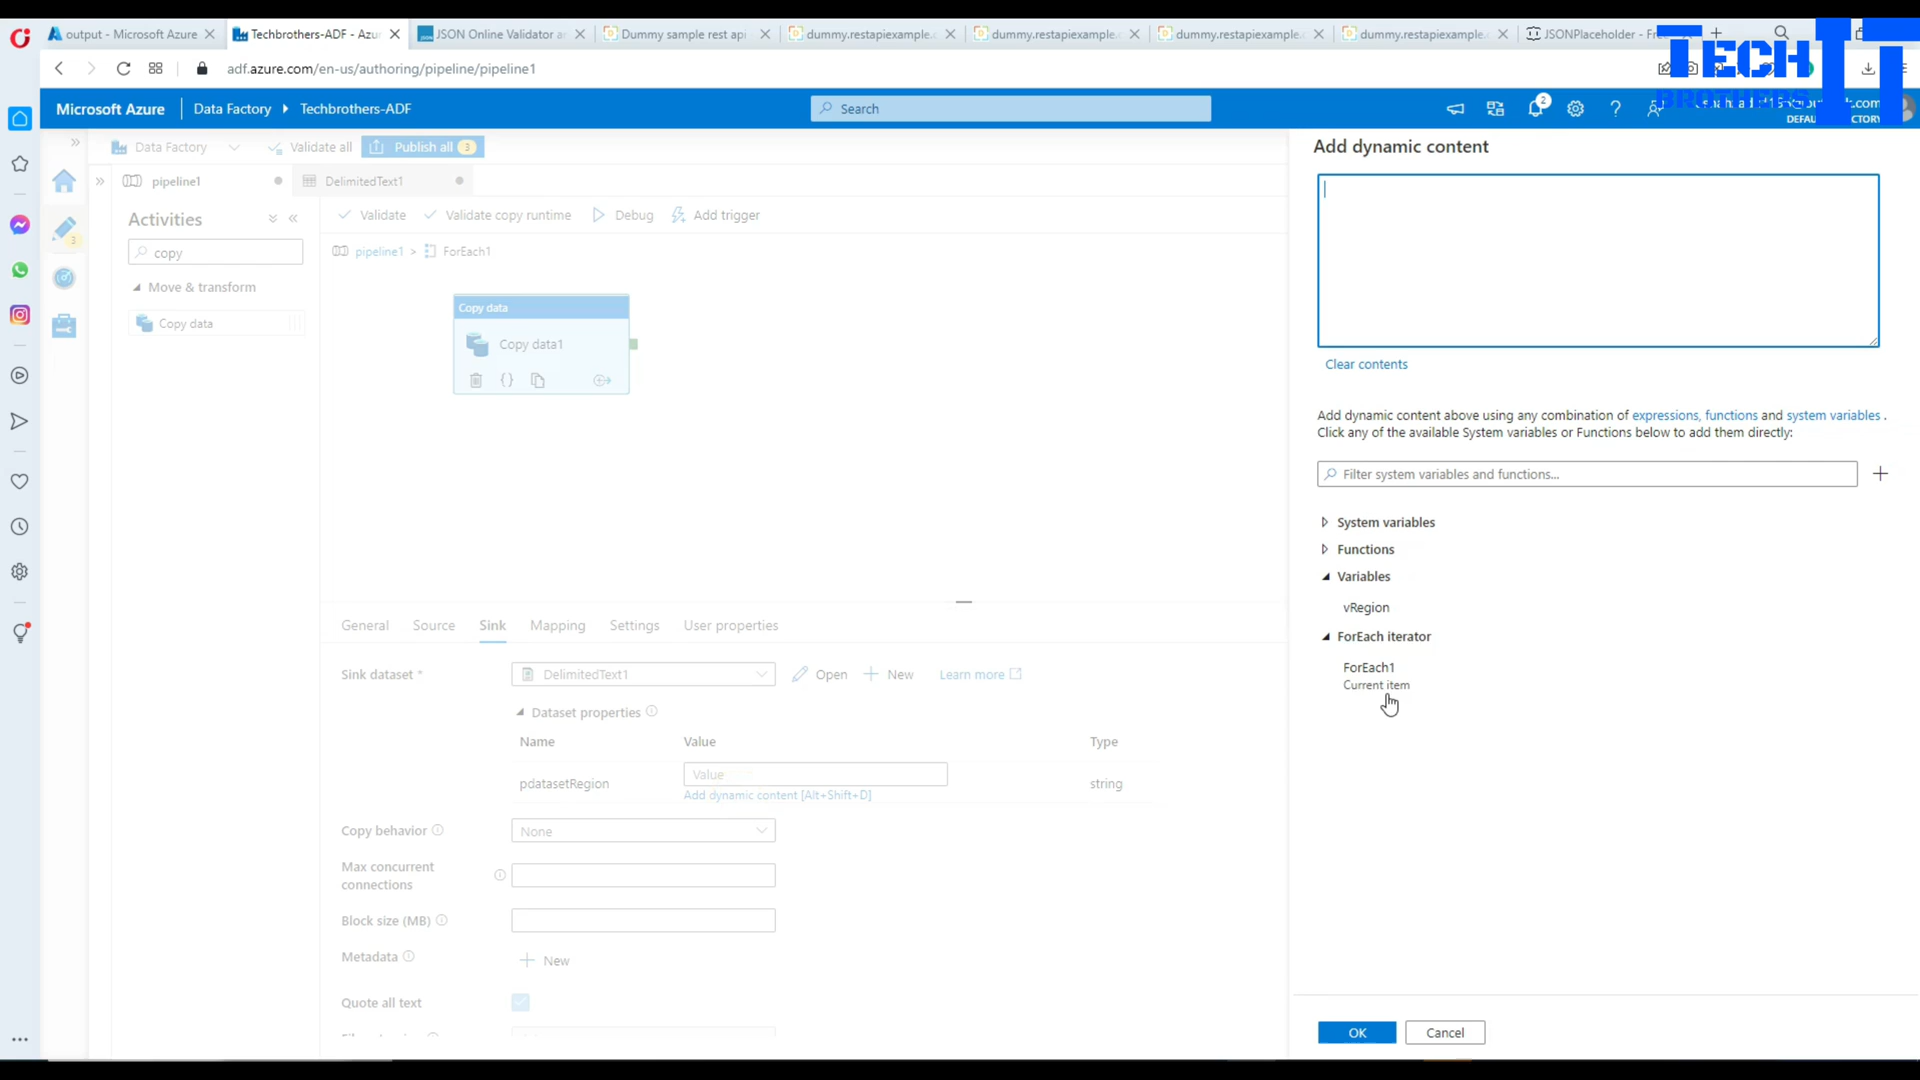 output - Microsoft Azure
Techbrothers-ADF - Azur
JSON Online Validator ar
Dummy sample rest api
dummy.restapiexample.c
dummy.restapiexample.c
dummy.restapiexample.c
dummy.restapiexample.c
JSONPlaceholder - Fre
TECH IT
BROTHERS
adf.azure.com/en-us/authoring/pipeline/pipeline1
Microsoft Azure
Data Factory
Techbrothers-ADF
Search
2
Data Factory
Validate all
Publish all
3
Add dynamic content
pipeline1
DelimitedText1
Activities
Validate
Validate copy runtime
Debug
Add trigger
3
copy
pipeline1 > ForEach1
Move & transform
Copy data
Copy data
Copy data1
Clear contents
Add dynamic content above using any combination of expressions, functions and system variables .
Click any of the available System variables or Functions below to add them directly:
Filter system variables and functions...
System variables
Functions
Variables
vRegion
ForEach iterator
ForEach1
Current item
General
Source
Sink
Mapping
Settings
User properties
Sink dataset *
DelimitedText1
Open
New
Learn more
Dataset properties
Name
Value
Type
pdatasetRegion
Value
string
Add dynamic content [Alt+Shift+D]
Copy behavior
None
Max concurrent
connections
Block size (MB)
Metadata
New
Quote all text
OK
Cancel